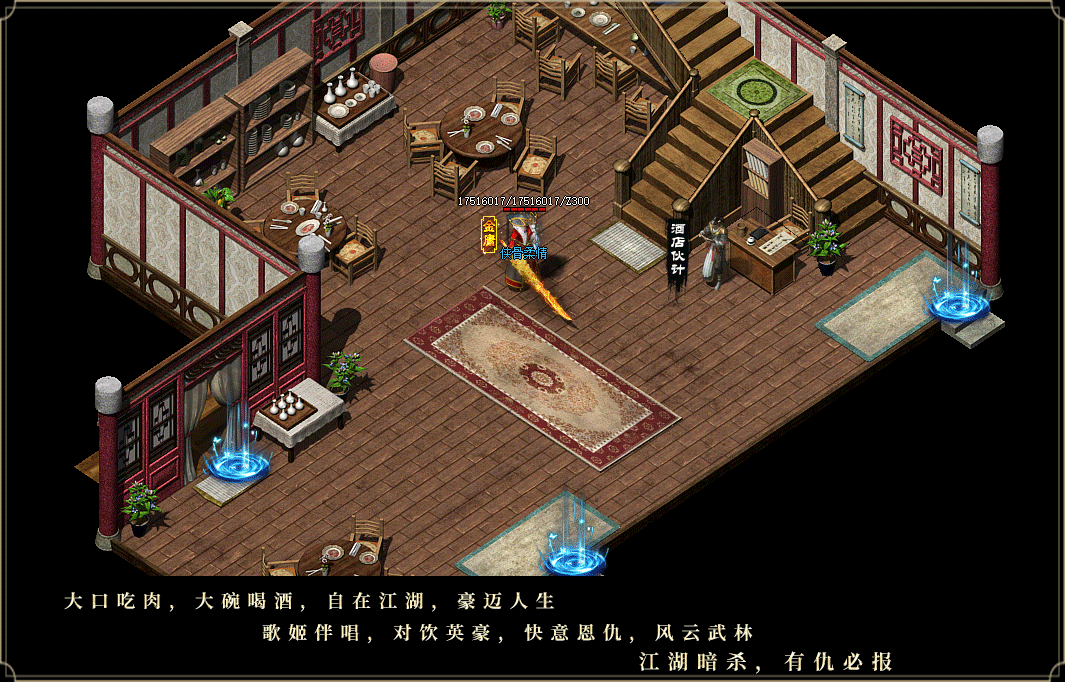 17516017/17516017/Z300
金庸
侠骨柔情
酒店伙计
大口吃肉，大碗喝酒，自在江湖，豪迈人生
歌姬伴唱，对饮英豪，快意恩仇，风云武林
江湖暗杀，有仇必报